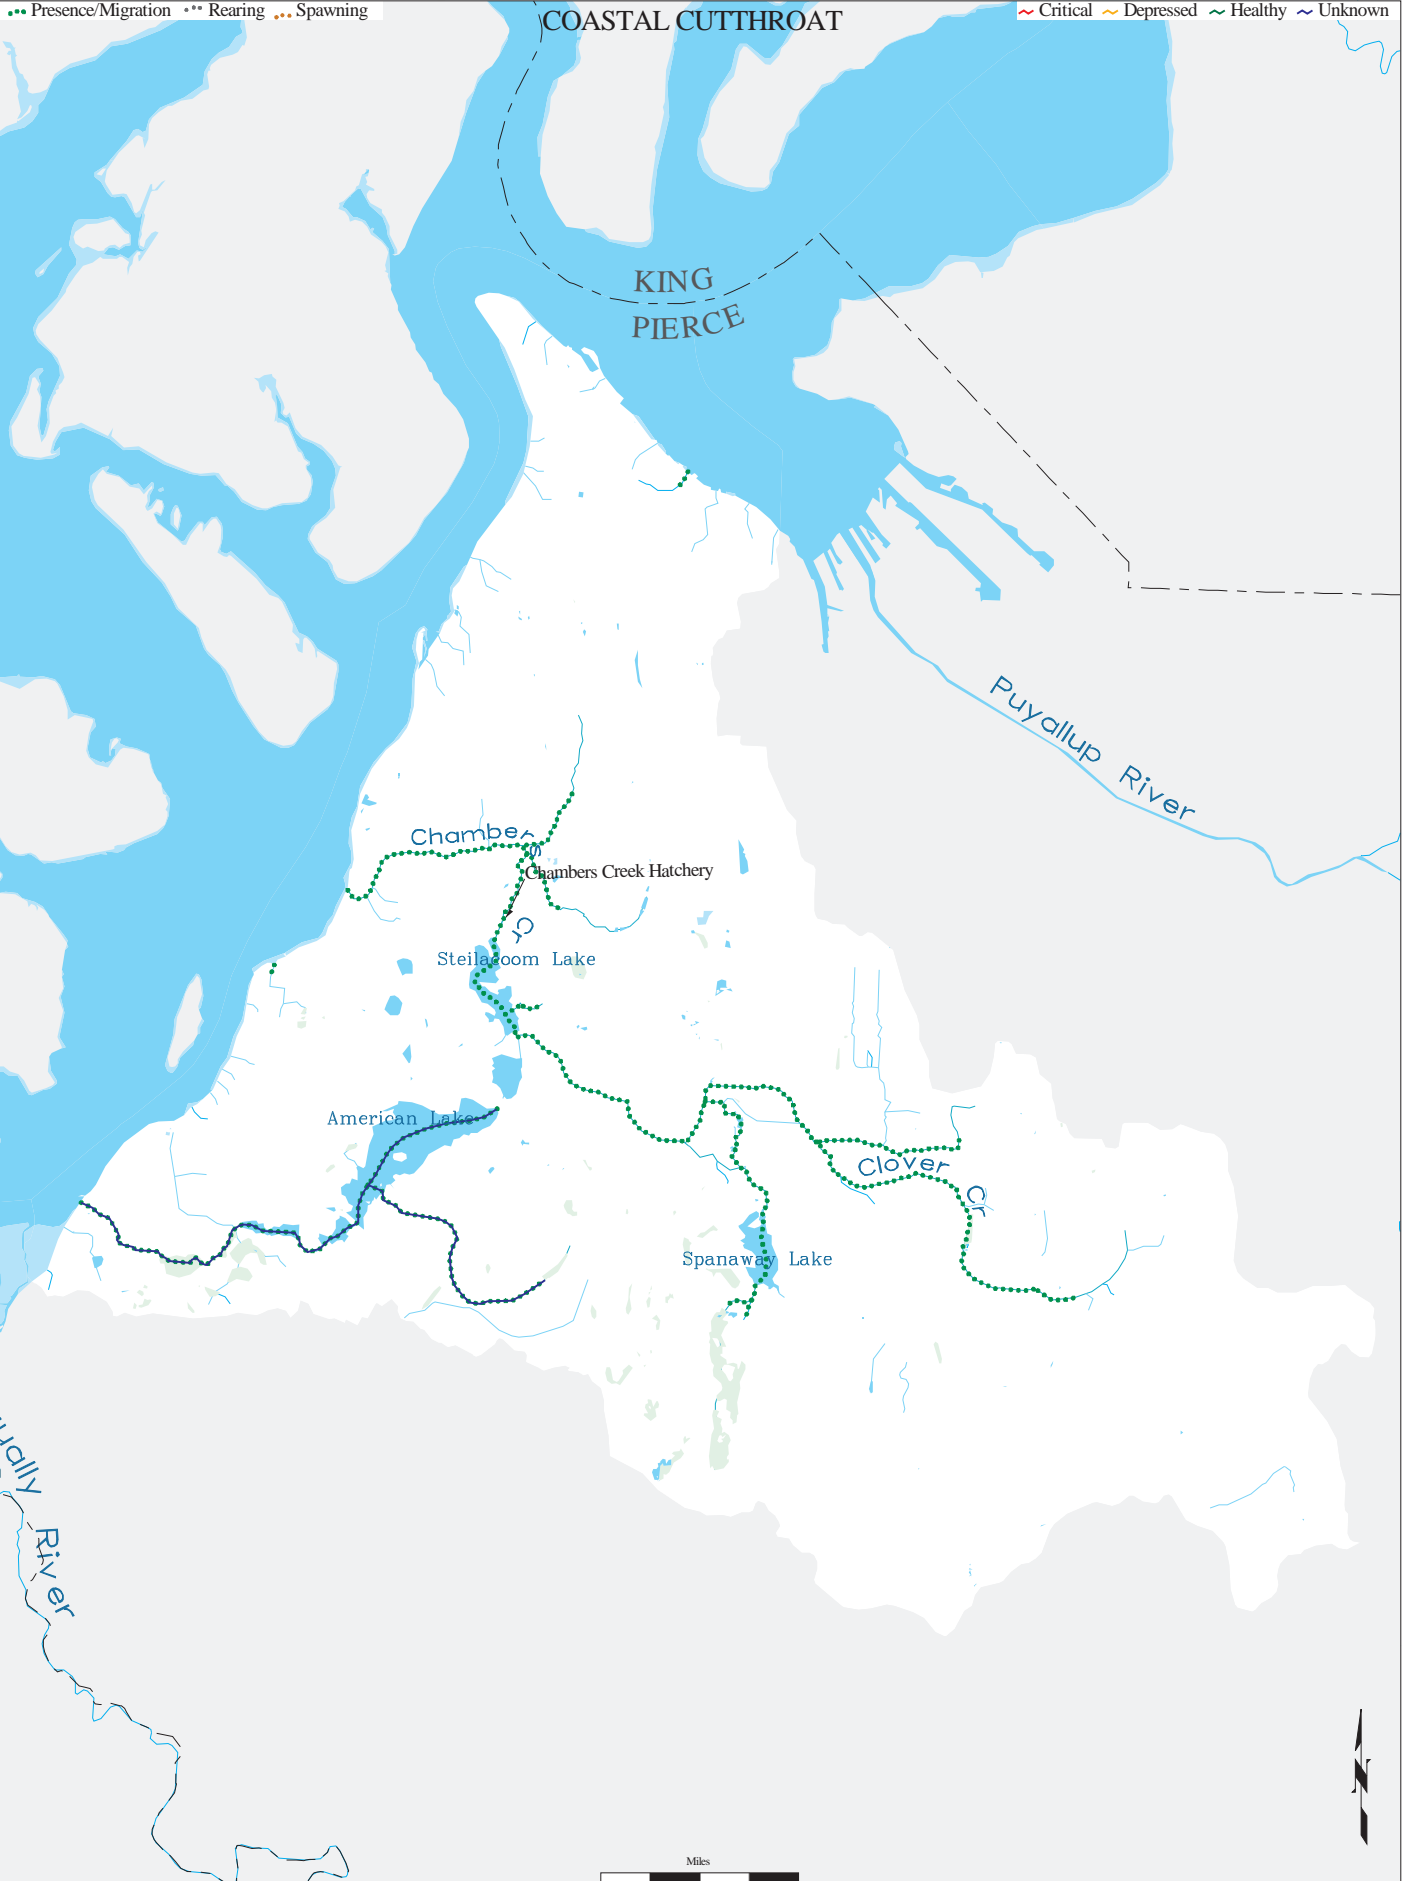 Presence/Migration Rearing Spawning
COASTAL CUTTHROAT
Critical Depressed Healthy Unknown
KING
PIERCE
Puyallup River
Chambers Cr
Chambers Creek Hatchery
Steilacoom Lake
American Lake
Clover Cr
Spanaway Lake
ually River
N
Miles